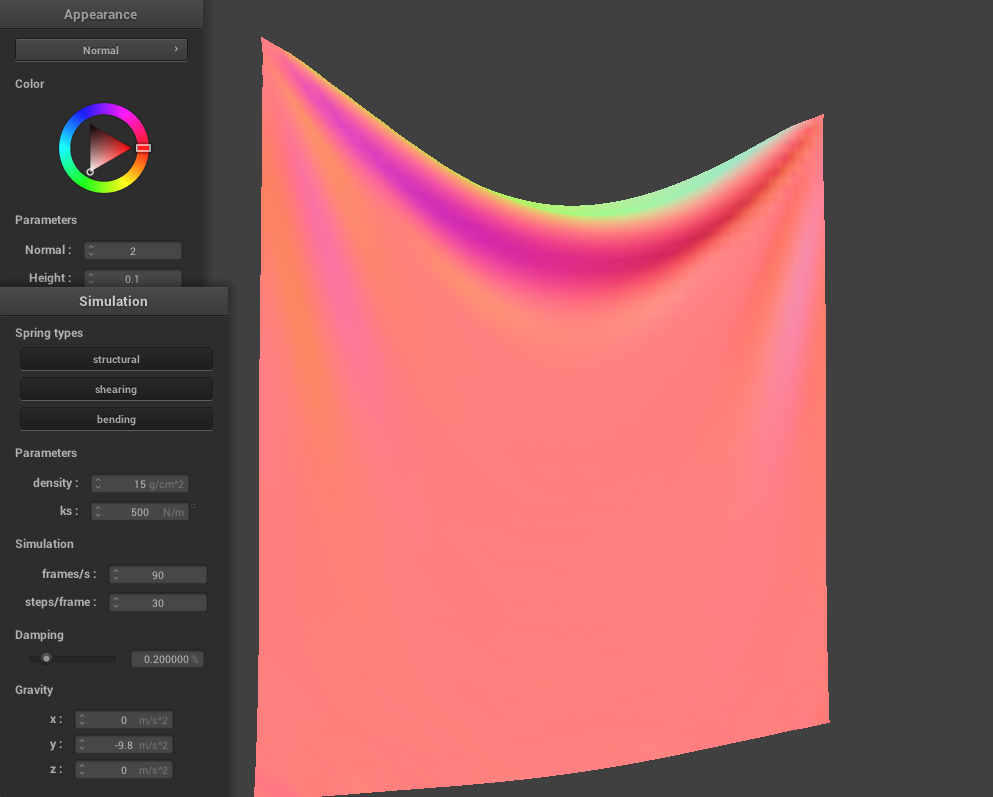 Appearance
Normal
Color
Parameters
Normal : 2
Height : 0.1
Simulation
Spring types
structural
shearing
bending
Parameters
density : 15 g/cm^2
ks : 500 N/m
Simulation
frames/s : 90
steps/frame : 30
Damping
0.200000 %
Gravity
x : 0 m/s^2
y : -9.8 m/s^2
z : 0 m/s^2